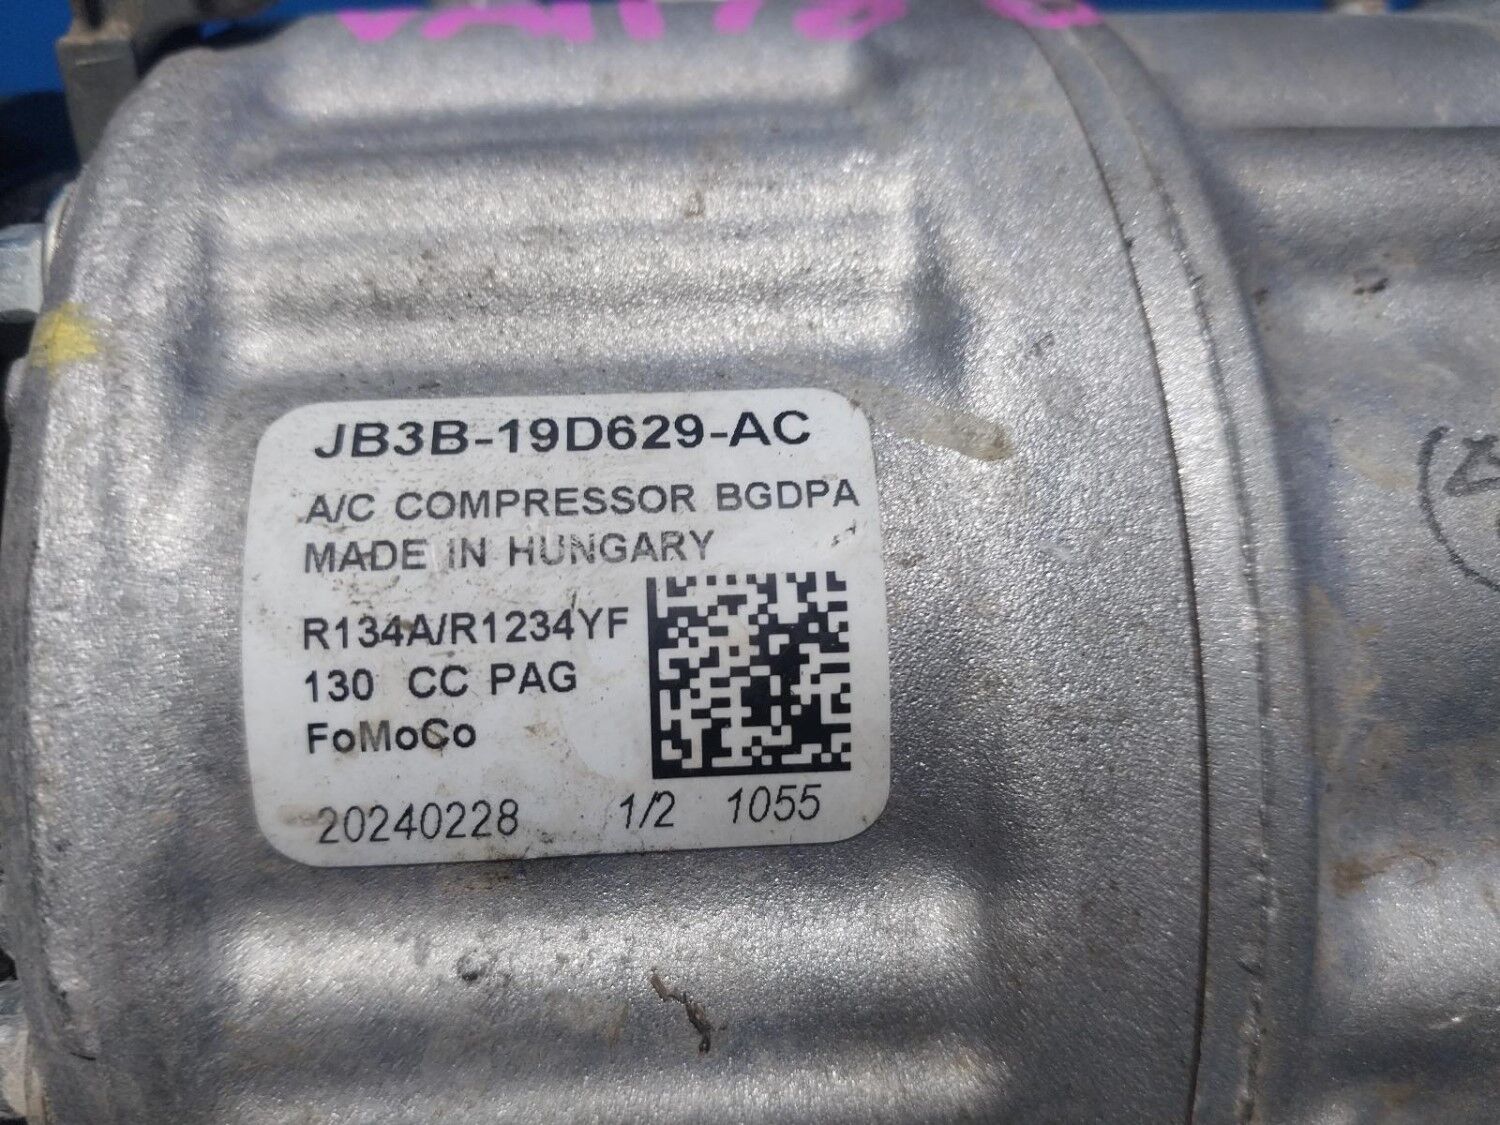 JB3B-19D629-AC
A/C COMPRESSOR BGDPA
MADE IN HUNGARY
R134A/R1234YF
130 CC PAG
FoMoCo
20240228 1/2 1055